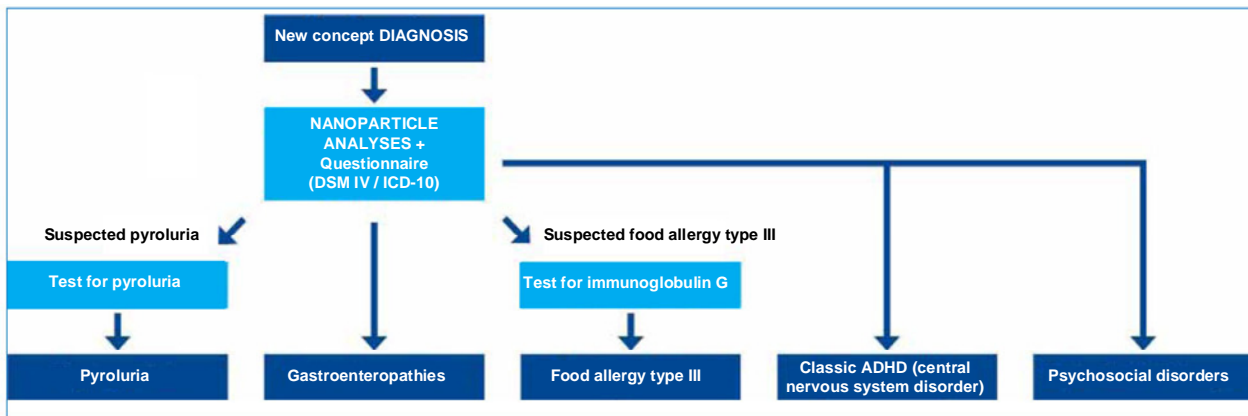 New concept DIAGNOSIS
NANOPARTICLE
ANALYSES +
Questionnaire
(DSM IV / ICD-10)
Suspected pyroluria
Suspected food allergy type III
Test for pyroluria
Test for immunoglobulin G
Pyroluria
Gastroenteropathies
Food allergy type III
Classic ADHD (central
nervous system disorder)
Psychosocial disorders